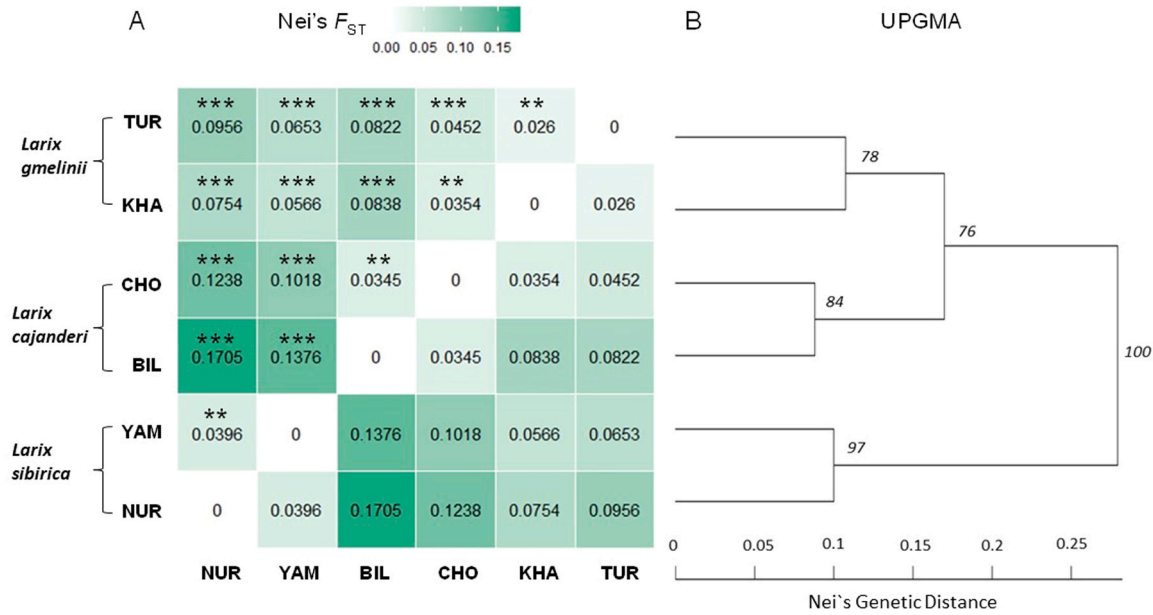 A Nei's F_ST B UPGMA
0.00 0.05 0.10 0.15
Larix
gmelinii
TUR *** *** *** *** **
0.0956 0.0653 0.0822 0.0452 0.026 0
KHA *** *** *** **
0.0754 0.0566 0.0838 0.0354 0 0.026
Larix
cajanderi
CHO *** *** **
0.1238 0.1018 0.0345 0 0.0354 0.0452
BIL *** ***
0.1705 0.1376 0 0.0345 0.0838 0.0822
Larix
sibirica
YAM **
0.0396 0 0.1376 0.1018 0.0566 0.0653
NUR 0 0.0396 0.1705 0.1238 0.0754 0.0956
NUR YAM BIL CHO KHA TUR
78
76
84
100
97
0 0.05 0.1 0.15 0.2 0.25
Nei`s Genetic Distance